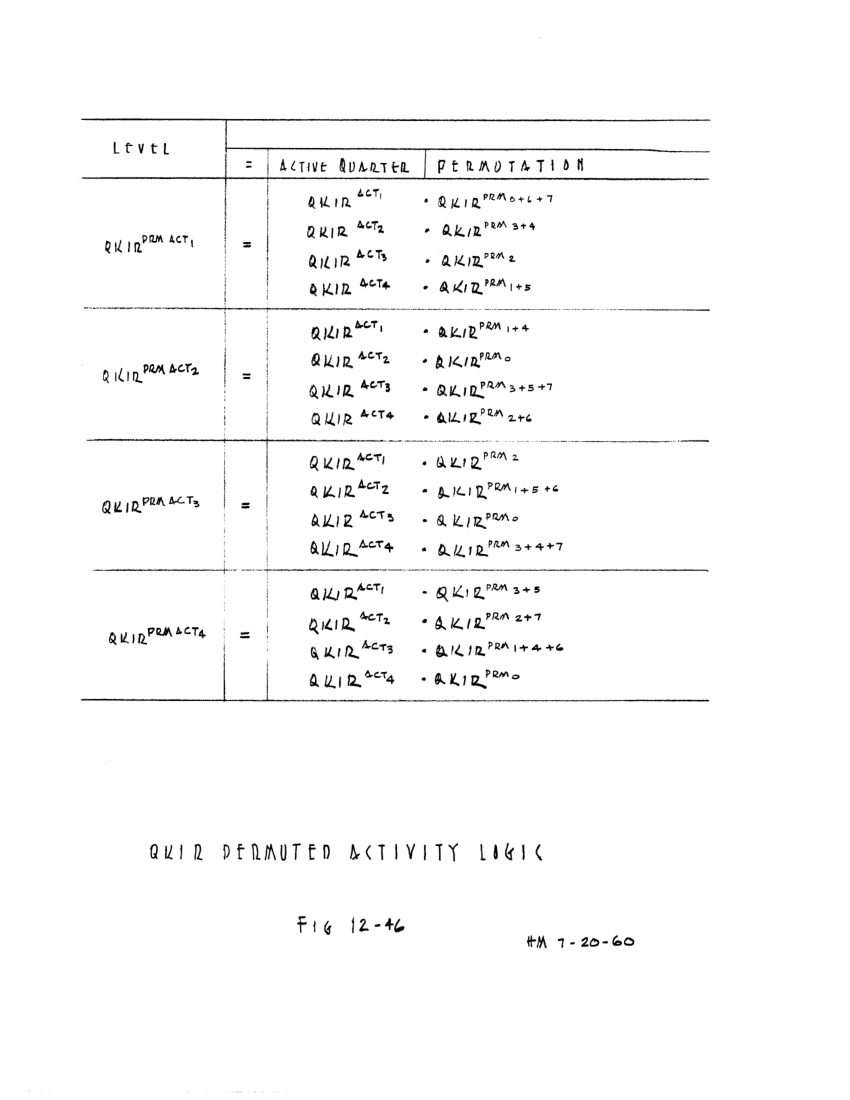 LEVEL
= ACTIVE QUARTER PERMUTATION
QKIR^ACT1 · QKIR^PRM 0+6+7
QKIR^ACT2 · QKIR^PRM 3+4
QKIR^PRM ACT1 =
QKIR^ACT3 · QKIR^PRM 2
QKIR^ACT4 · QKIR^PRM 1+5
QKIR^ACT1 · QKIR^PRM 1+4
QKIR^ACT2 · QKIR^PRM 0
QKIR^PRM ACT2 =
QKIR^ACT3 · QKIR^PRM 3+5+7
QKIR^ACT4 · QKIR^PRM 2+6
QKIR^ACT1 · QKIR^PRM 2
QKIR^ACT2 · QKIR^PRM 1+5+6
QKIR^PRM ACT3 =
QKIR^ACT3 · QKIR^PRM 0
QKIR^ACT4 · QKIR^PRM 3+4+7
QKIR^ACT1 · QKIR^PRM 3+5
QKIR^ACT2 · QKIR^PRM 2+7
QKIR^PRM ACT4 =
QKIR^ACT3 · QKIR^PRM 1+4+6
QKIR^ACT4 · QKIR^PRM 0
QKIR PERMUTED ACTIVITY LOGIC
FIG 12-46
HM 7-20-60